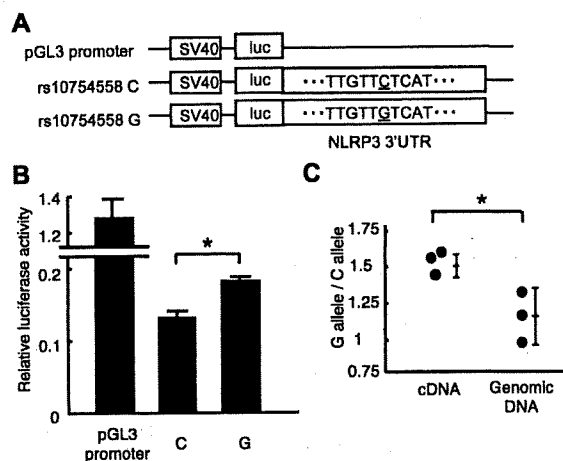 A
pGL3 promoter SV40 luc
rs10754558 C SV40 luc ···TTGTTCTCAT···
rs10754558 G SV40 luc ···TTGTTGTCAT···
NLRP3 3'UTR
B
Relative luciferase activity
1.4
1.2
0.2
0.1
0
*
pGL3 promoter
C
G
C
G allele / C allele
1.75
1.5
1.25
1
0.75
*
cDNA
Genomic DNA